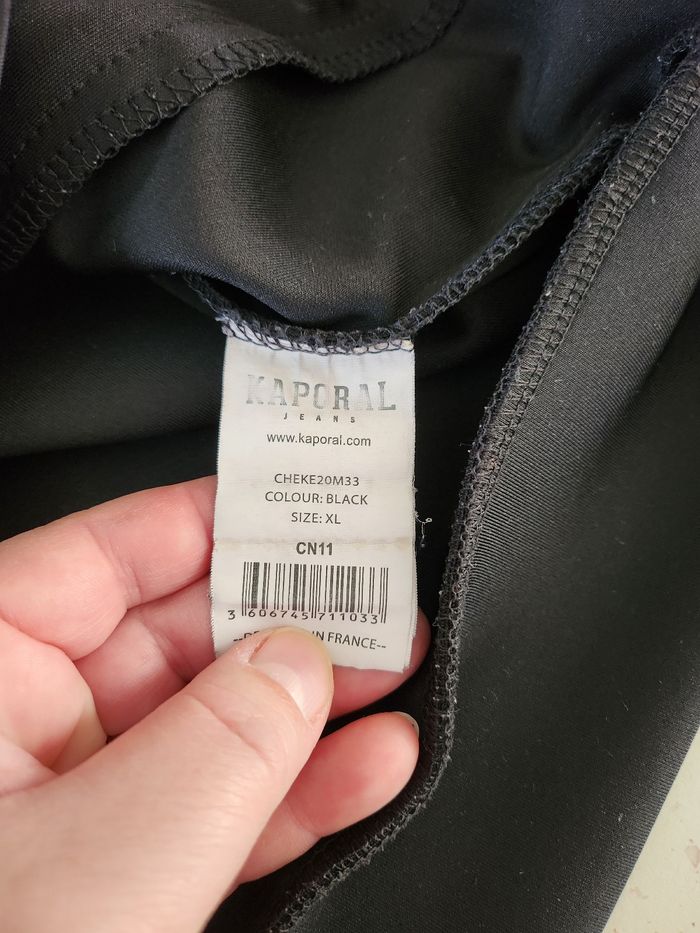 KAPORAL
JEANS
www.kaporal.com
CHEKE20M33
COLOUR: BLACK
SIZE: XL
CN11
3 606745 711033
IN FRANCE--